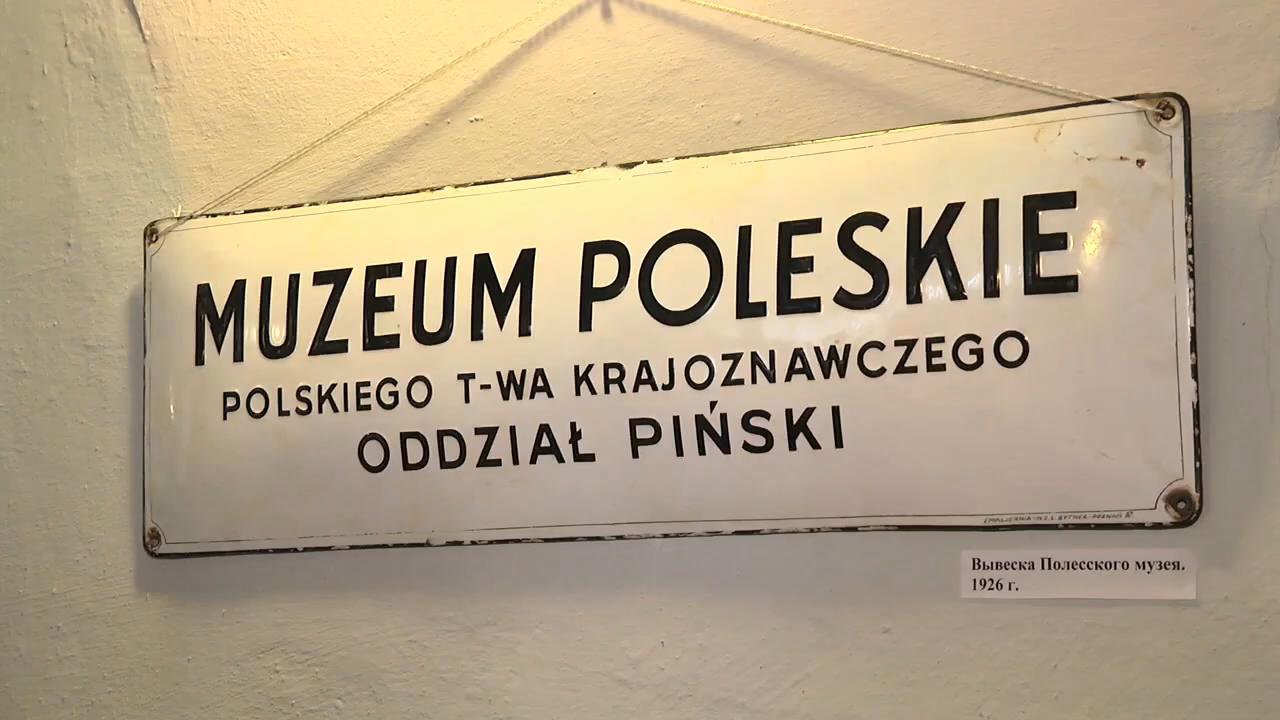 MUZEUM POLESKIE
POLSKIEGO T-WA KRAJOZNAWCZEGO
ODDZIAŁ PIŃSKI
Вывеска Полесского музея.
1926 г.